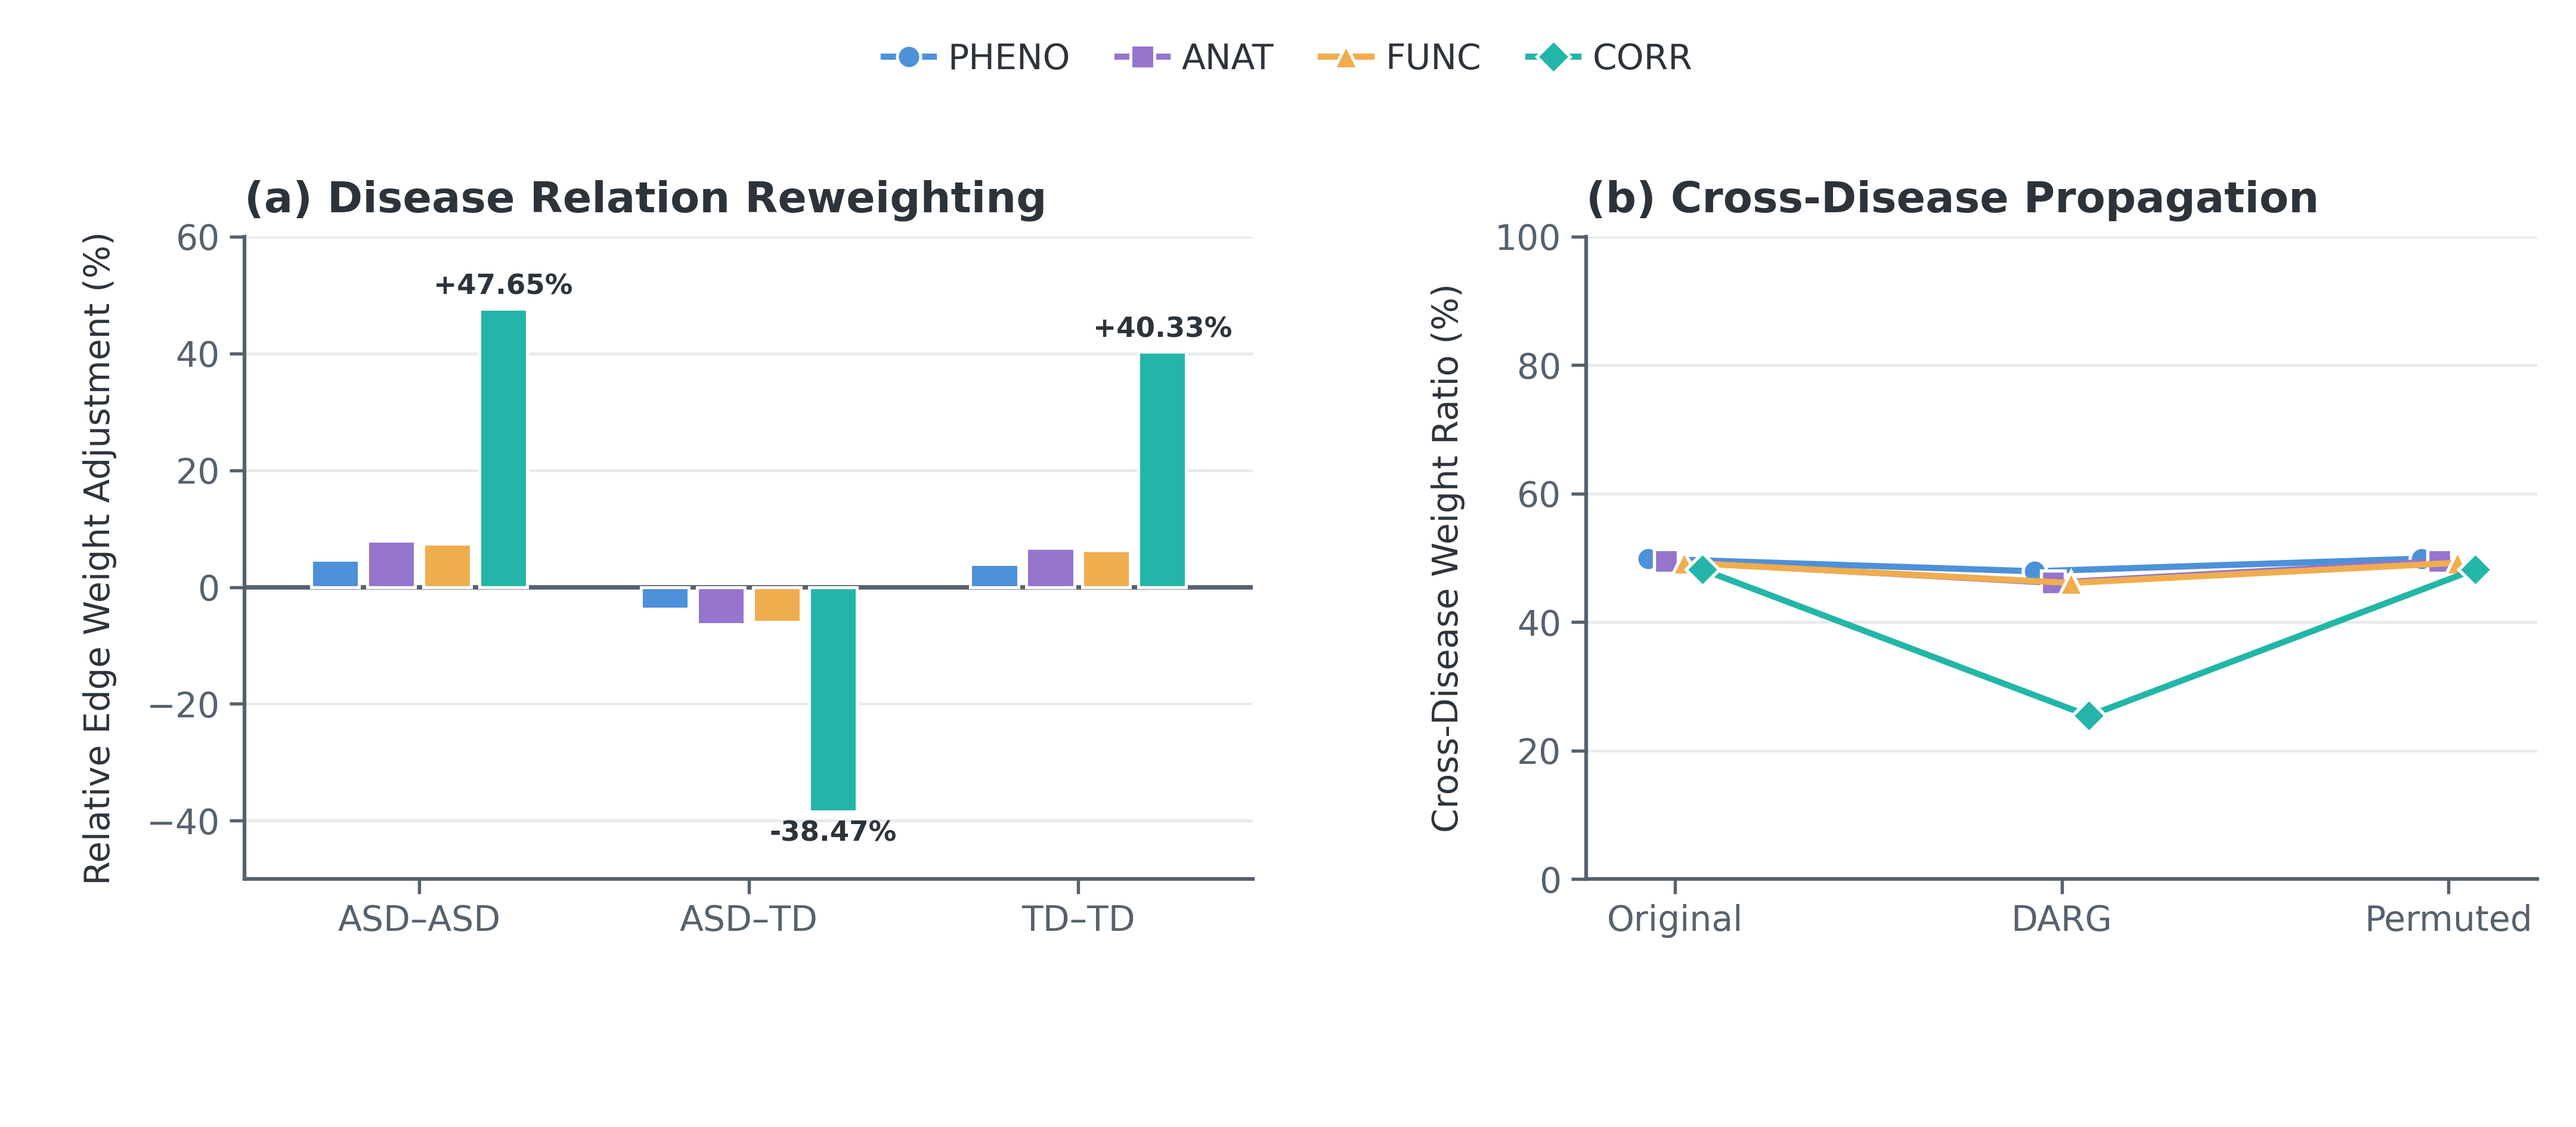 PHENO ANAT FUNC CORR
(a) Disease Relation Reweighting
Relative Edge Weight Adjustment (%)
60
40
20
0
−20
−40
+47.65%
-38.47%
+40.33%
ASD–ASD ASD–TD TD–TD
(b) Cross-Disease Propagation
Cross-Disease Weight Ratio (%)
100
80
60
40
20
0
Original DARG Permuted